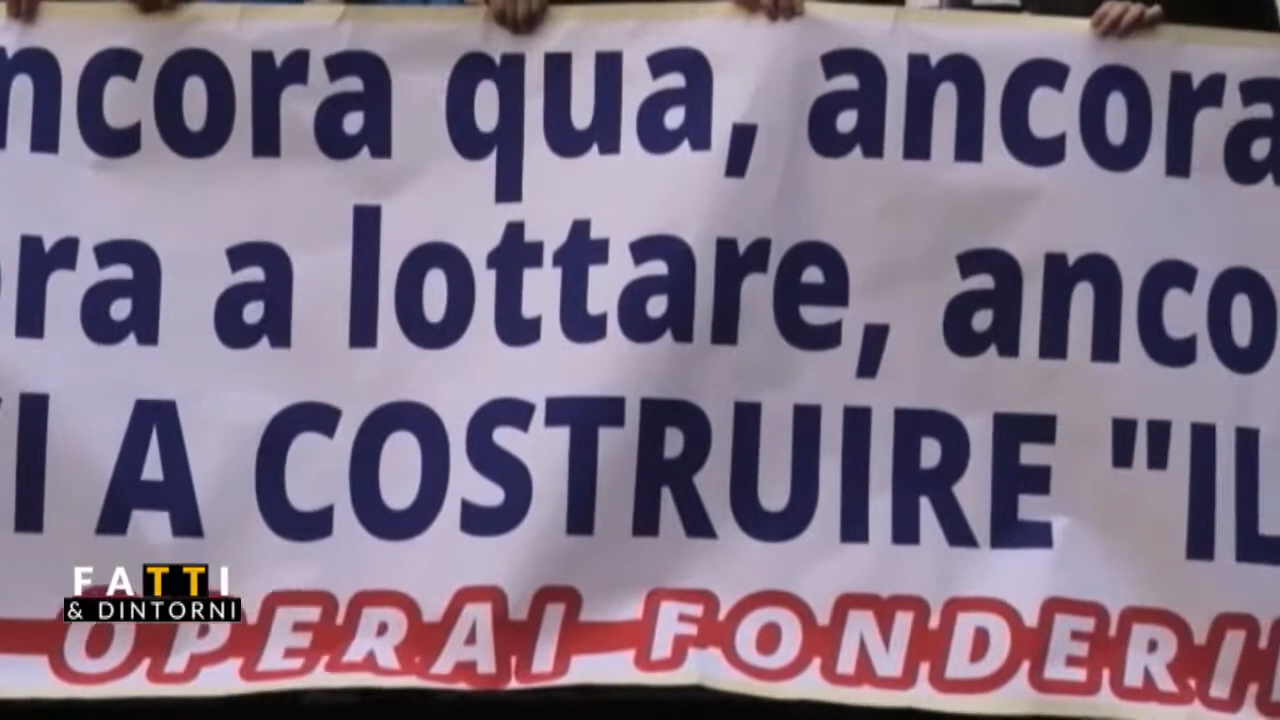 ncora qua, ancora
ra a lottare, anco
I A COSTRUIRE "IL
OPERAI FONDERI
FATTI
& DINTORNI